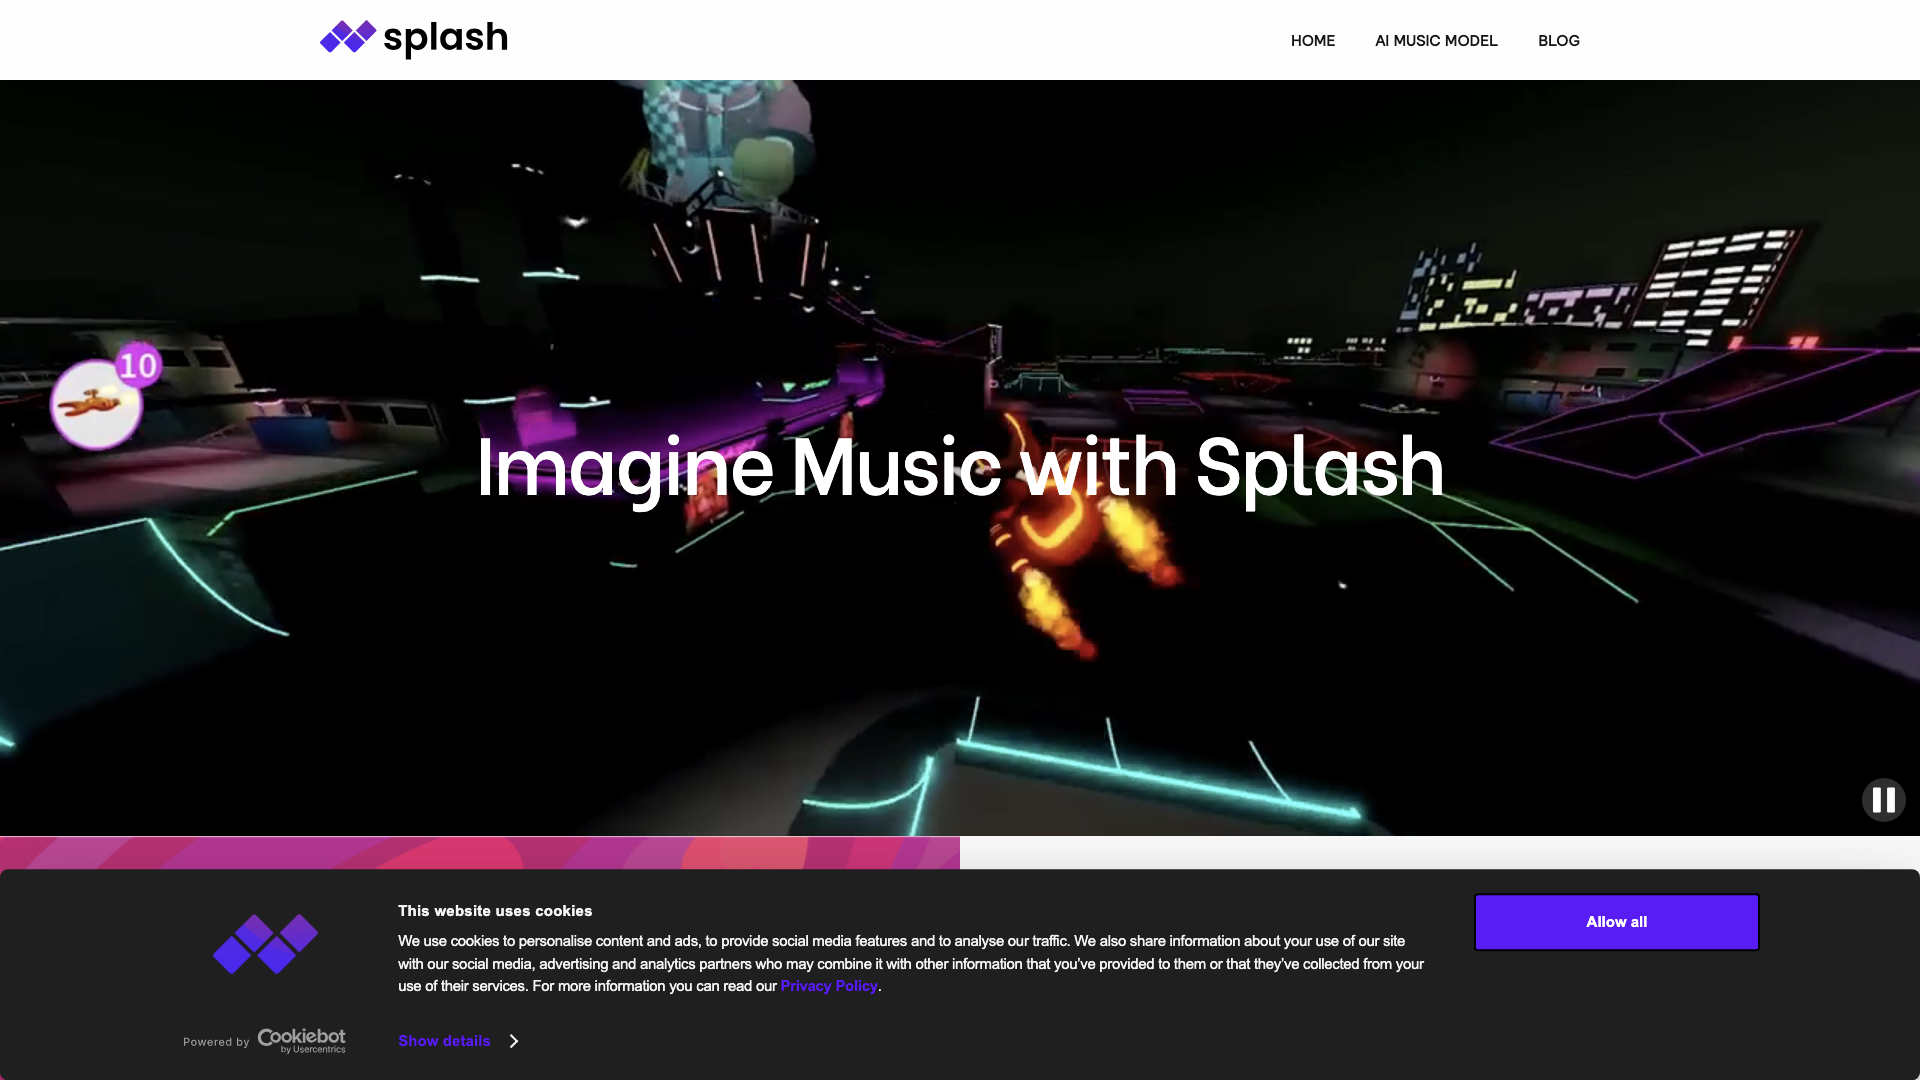 splash
HOME
AI MUSIC MODEL
BLOG
10
Imagine Music with Splash
This website uses cookies
We use cookies to personalise content and ads, to provide social media features and to analyse our traffic. We also share information about your use of our site
with our social media, advertising and analytics partners who may combine it with other information that you’ve provided to them or that they’ve collected from your
use of their services. For more information you can read our Privacy Policy.
Allow all
Powered by Cookiebot
by Usercentrics
Show details